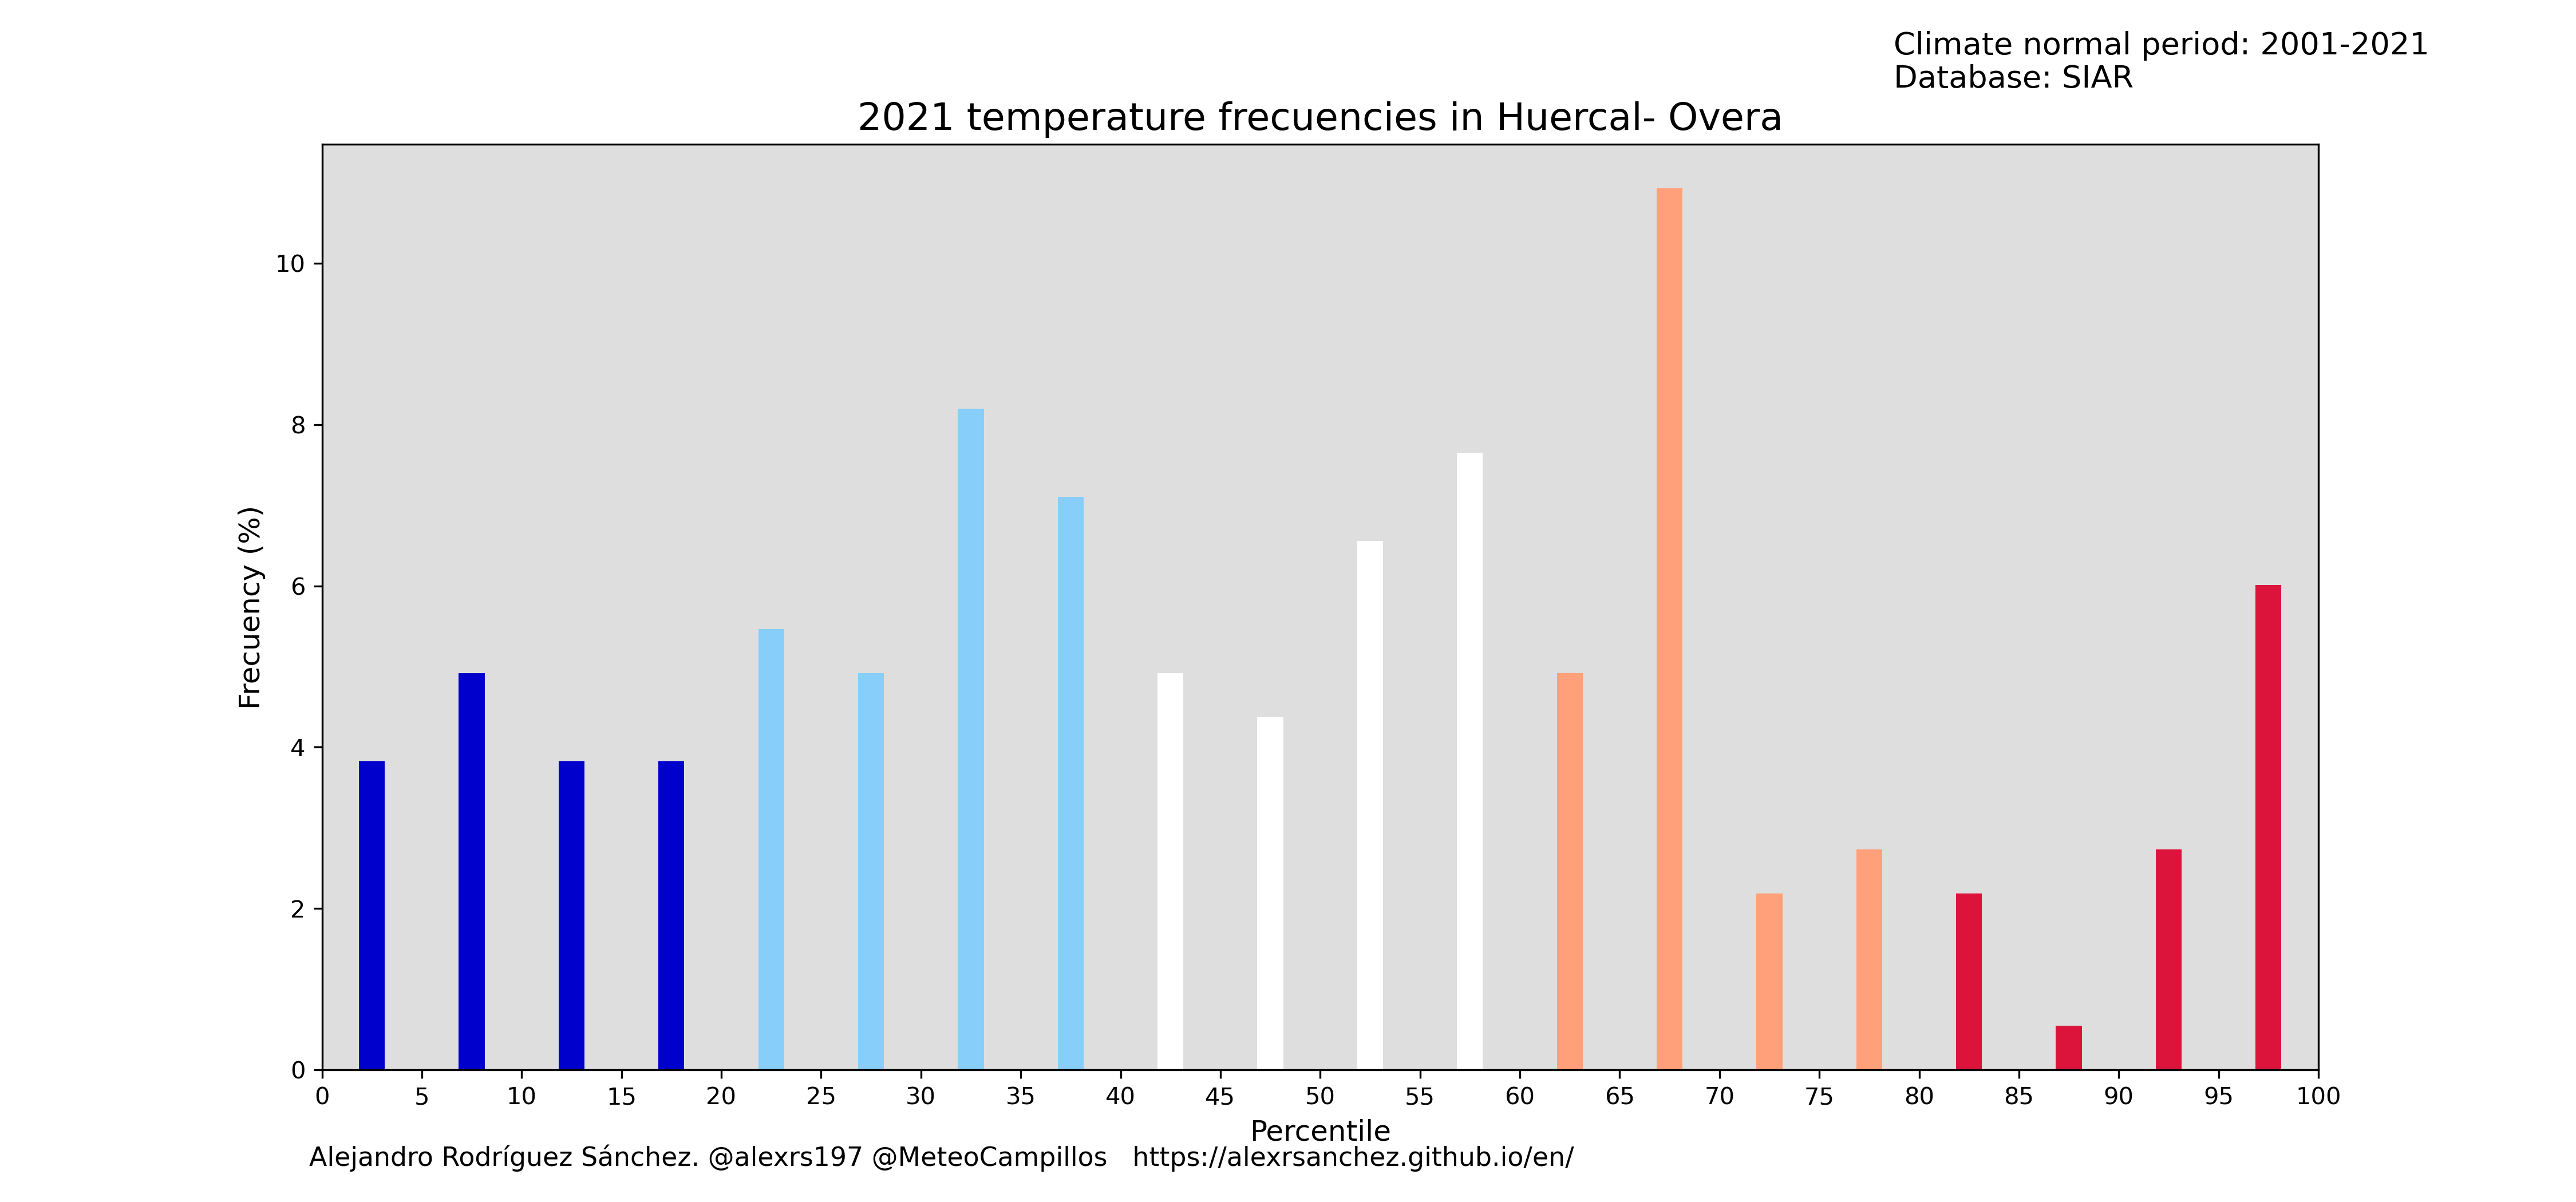 Climate normal period: 2001-2021
Database: SIAR
2021 temperature frecuencies in Huercal- Overa
Frecuency (%)
10
8
6
4
2
0
0 5 10 15 20 25 30 35 40 45 50 55 60 65 70 75 80 85 90 95 100
Percentile
Alejandro Rodríguez Sánchez. @alexrs197 @MeteoCampillos https://alexrsanchez.github.io/en/